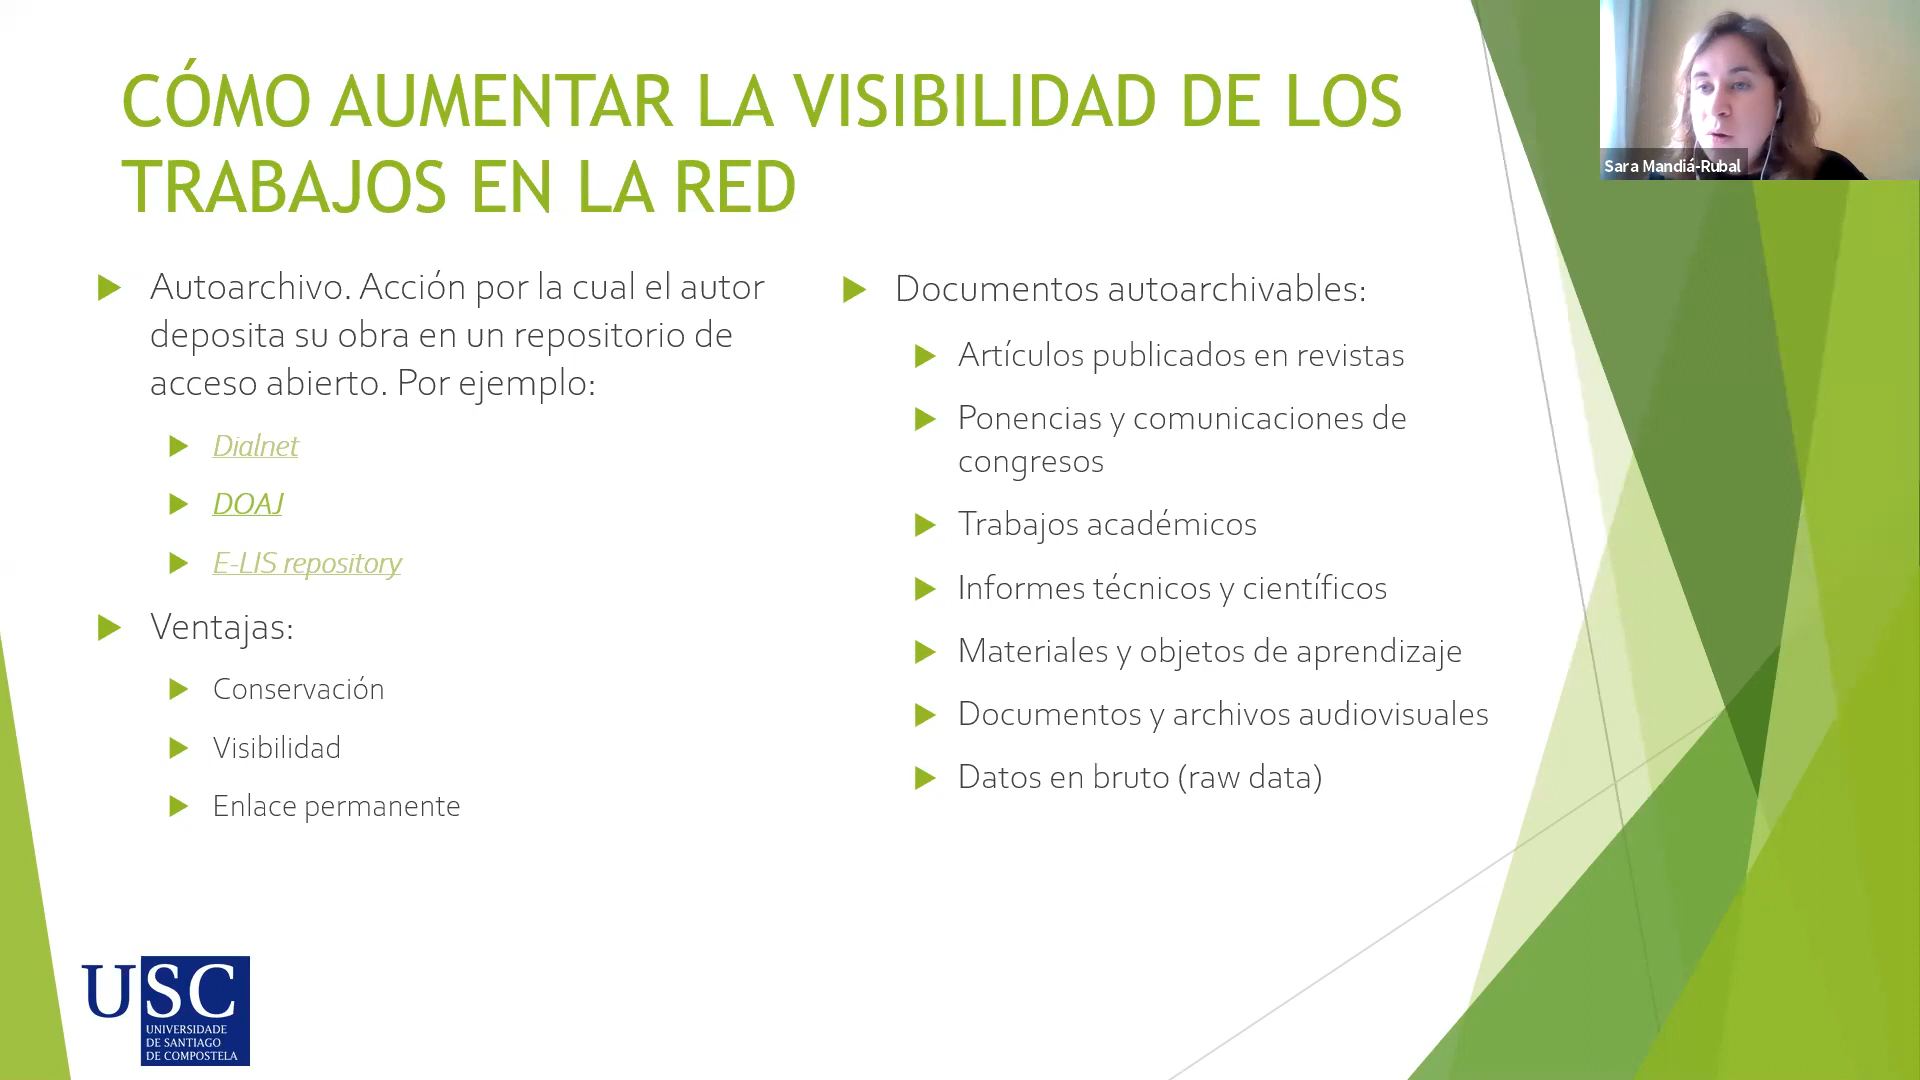 CÓMO AUMENTAR LA VISIBILIDAD DE LOS
TRABAJOS EN LA RED
Autoarchivo. Acción por la cual el autor
deposita su obra en un repositorio de
acceso abierto. Por ejemplo:
Dialnet
DOAJ
E-LIS repository
Ventajas:
Conservación
Visibilidad
Enlace permanente
Documentos autoarchivables:
Artículos publicados en revistas
Ponencias y comunicaciones de
congresos
Trabajos académicos
Informes técnicos y científicos
Materiales y objetos de aprendizaje
Documentos y archivos audiovisuales
Datos en bruto (raw data)
Sara Mandiá-Rubal
USC
UNIVERSIDADE
DE SANTIAGO
DE COMPOSTELA